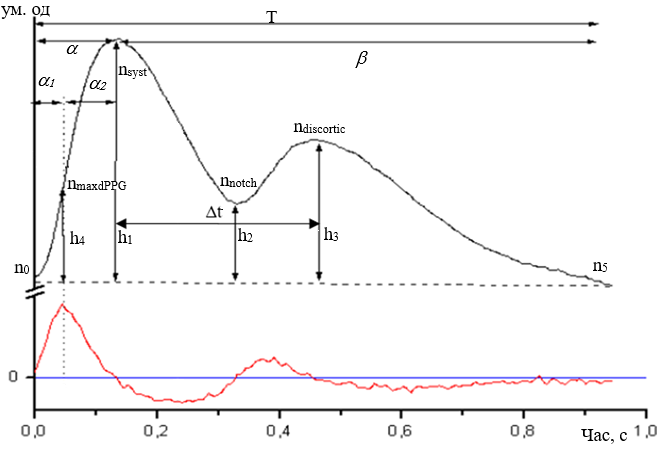 ум. од
T
α
β
α1
α2
nsyst
ndiscortic
nmaxdPPG
nnotch
Δt
h4
h1
h2
h3
n0
n5
0
0,0
0,2
0,4
0,6
0,8
1,0
Час, с